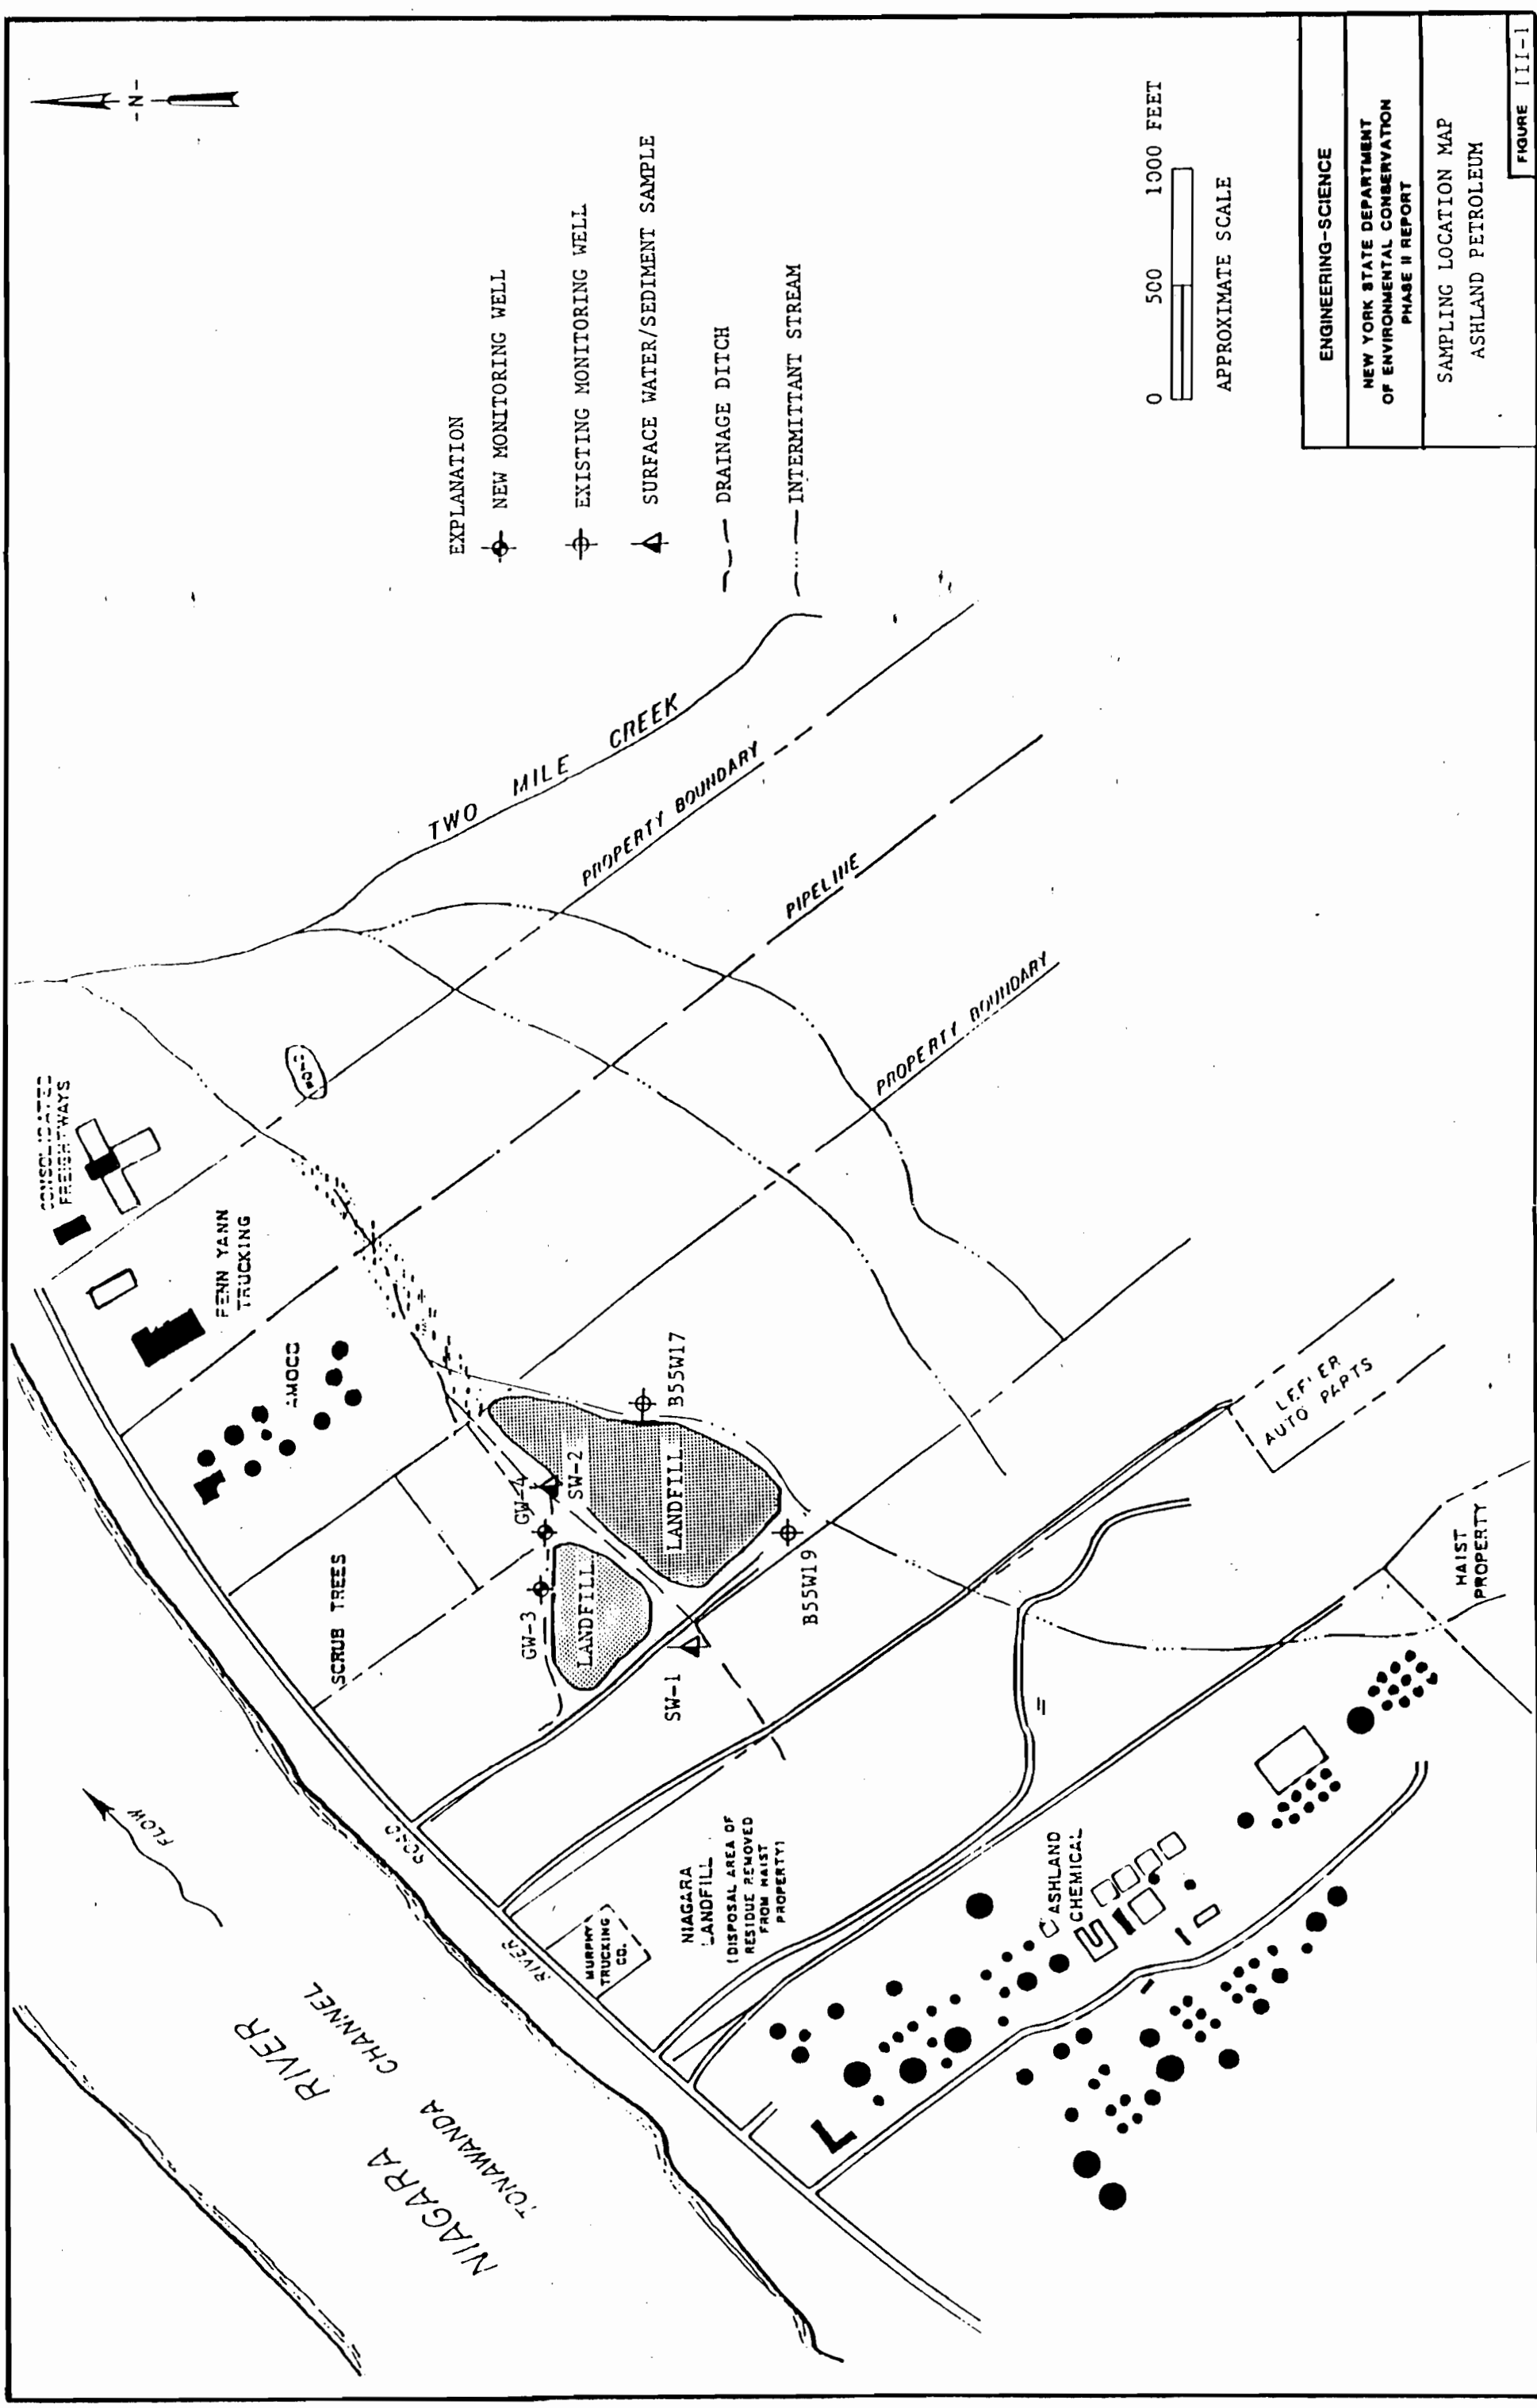 -N-
CONSOLIDATED
FREIGHTWAYS
PENN YANN
TRUCKING
AMOCO
SCRUB TREES
POND
TWO MILE CREEK
PROPERTY BOUNDARY
PIPELINE
PROPERTY BOUNDARY
FLOW
NIAGARA RIVER
TONAWANDA CHANNEL
RIVER ROAD
GW-3
GW-4
SW-2
LANDFILL
LANDFILL
B55W17
B55W19
SW-1
MURPHY
TRUCKING
CO.
NIAGARA
LANDFILL
(DISPOSAL AREA OF
RESIDUE REMOVED
FROM HAIST
PROPERTY)
ASHLAND
CHEMICAL
AUTO PARTS
HAIST
PROPERTY
EXPLANATION
NEW MONITORING WELL
EXISTING MONITORING WELL
SURFACE WATER/SEDIMENT SAMPLE
DRAINAGE DITCH
INTERMITTANT STREAM
0 500 1000 FEET
APPROXIMATE SCALE
ENGINEERING-SCIENCE
NEW YORK STATE DEPARTMENT
OF ENVIRONMENTAL CONSERVATION
PHASE II REPORT
SAMPLING LOCATION MAP
ASHLAND PETROLEUM
FIGURE III-1